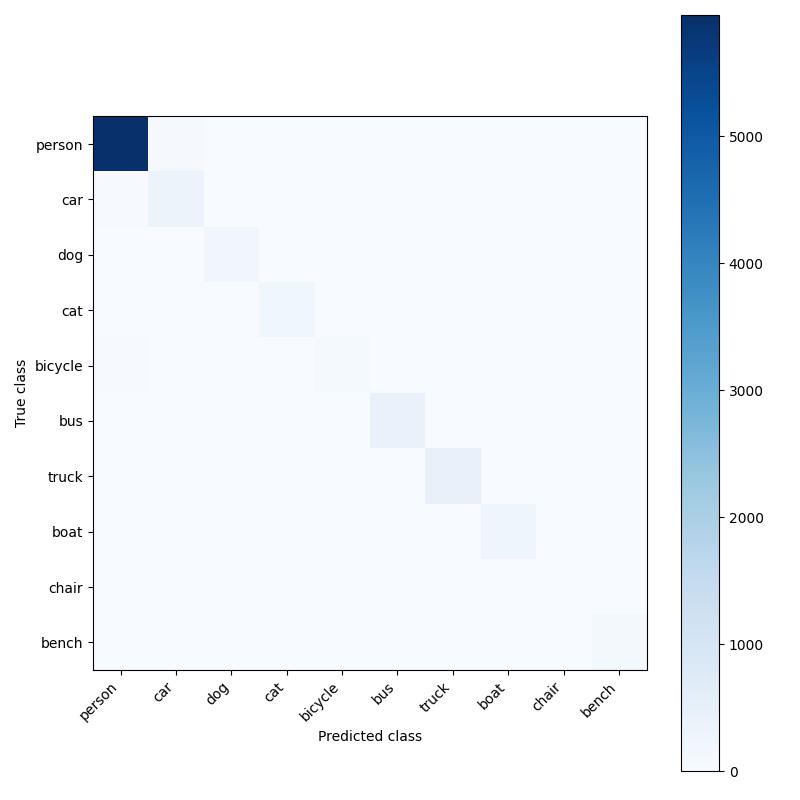 person
car
dog
cat
bicycle
bus
truck
boat
chair
bench
True class
person
car
dog
cat
bicycle
bus
truck
boat
chair
bench
Predicted class
5000
4000
3000
2000
1000
0